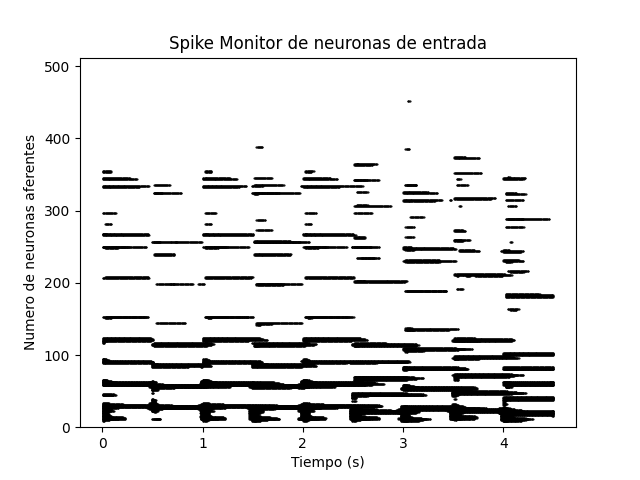 Spike Monitor de neuronas de entrada
500
400
300
200
100
0
Numero de neuronas aferentes
0 1 2 3 4
Tiempo (s)